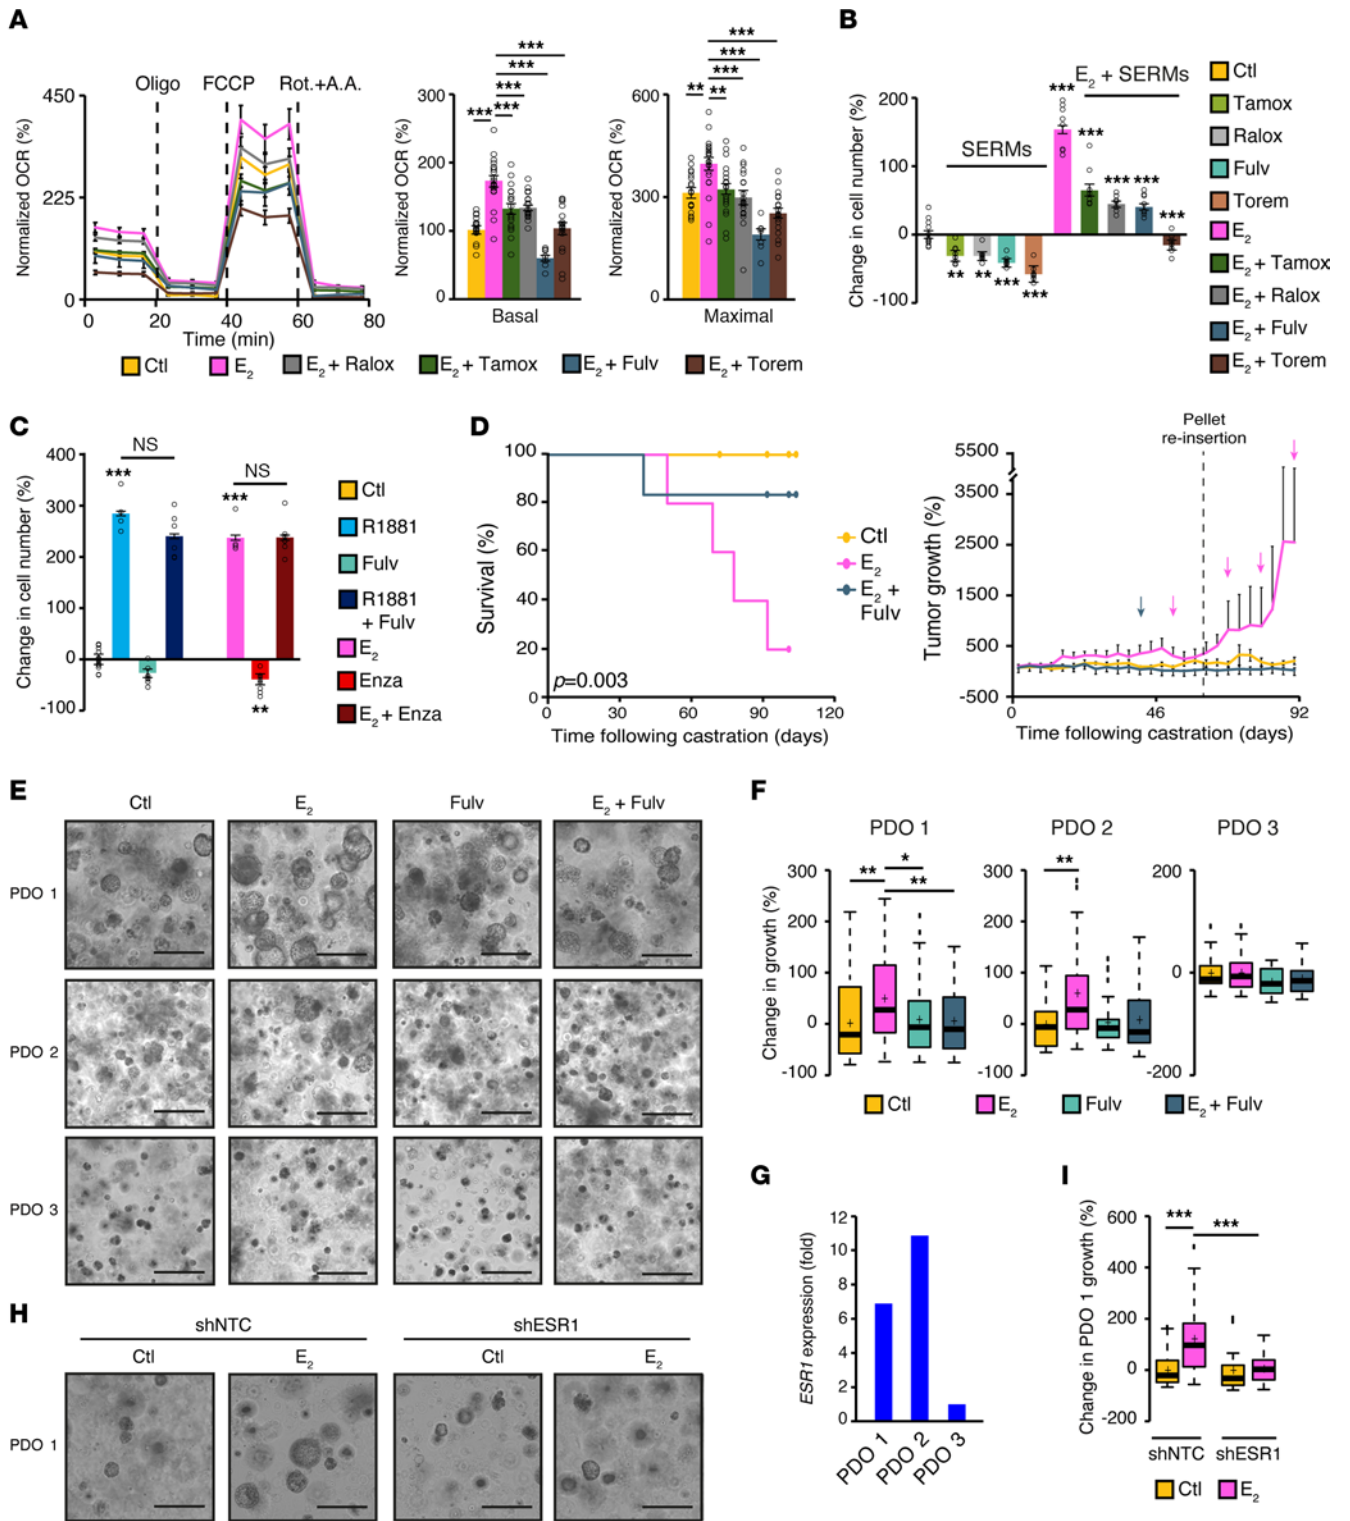 A
Oligo FCCP Rot.+A.A.
Normalized OCR (%)
450
225
0
0 20 40 60 80
Time (min)
Normalized OCR (%)
300
200
100
0
***
***
***
*** ***
Basal
Normalized OCR (%)
600
300
0
***
***
***
** **
Maximal
Ctl E2 E2 + Ralox E2 + Tamox E2 + Fulv E2 + Torem
B
Change in cell number (%)
200
100
0
-100
SERMs
E2 + SERMs
** ** *** ***
*** *** *** *** ***
Ctl
Tamox
Ralox
Fulv
Torem
E2
E2 + Tamox
E2 + Ralox
E2 + Fulv
E2 + Torem
C
Change in cell number (%)
400
300
200
100
0
-100
NS
NS
***
***
**
Ctl
R1881
Fulv
R1881
+ Fulv
E2
Enza
E2 + Enza
D
Survival (%)
100
80
60
40
20
0
p=0.003
0 30 60 90 120
Time following castration (days)
Ctl
E2
E2 +
Fulv
Pellet
re-insertion
Tumor growth (%)
5500
3500
2500
1500
500
-500
0 46 92
Time following castration (days)
E
Ctl E2 Fulv E2 + Fulv
PDO 1
PDO 2
PDO 3
F
PDO 1 PDO 2 PDO 3
Change in growth (%)
300
200
100
0
-100
** *
**
300
200
100
0
-100
**
200
0
-200
Ctl E2 Fulv E2 + Fulv
G
ESR1 expression (fold)
12
10
8
6
4
2
0
PDO 1
PDO 2
PDO 3
H
shNTC shESR1
Ctl E2 Ctl E2
PDO 1
I
Change in PDO 1 growth (%)
600
400
200
0
-200
*** ***
shNTC shESR1
Ctl E2